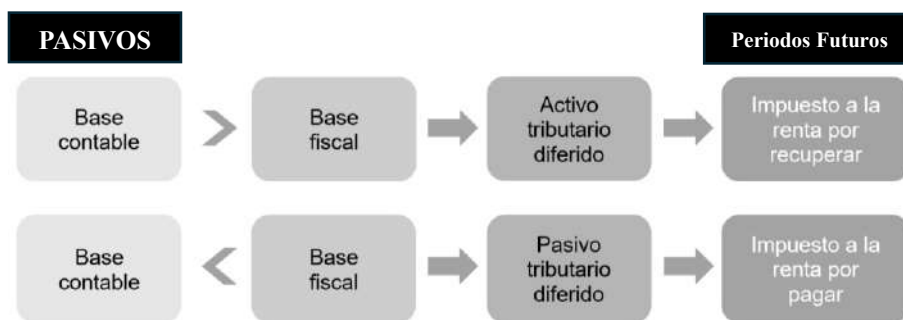 PASIVOS
Periodos Futuros
Base
contable
>
Base
fiscal
Activo
tributario
diferido
Impuesto a la
renta por
recuperar
Base
contable
<
Base
fiscal
Pasivo
tributario
diferido
Impuesto a la
renta por
pagar